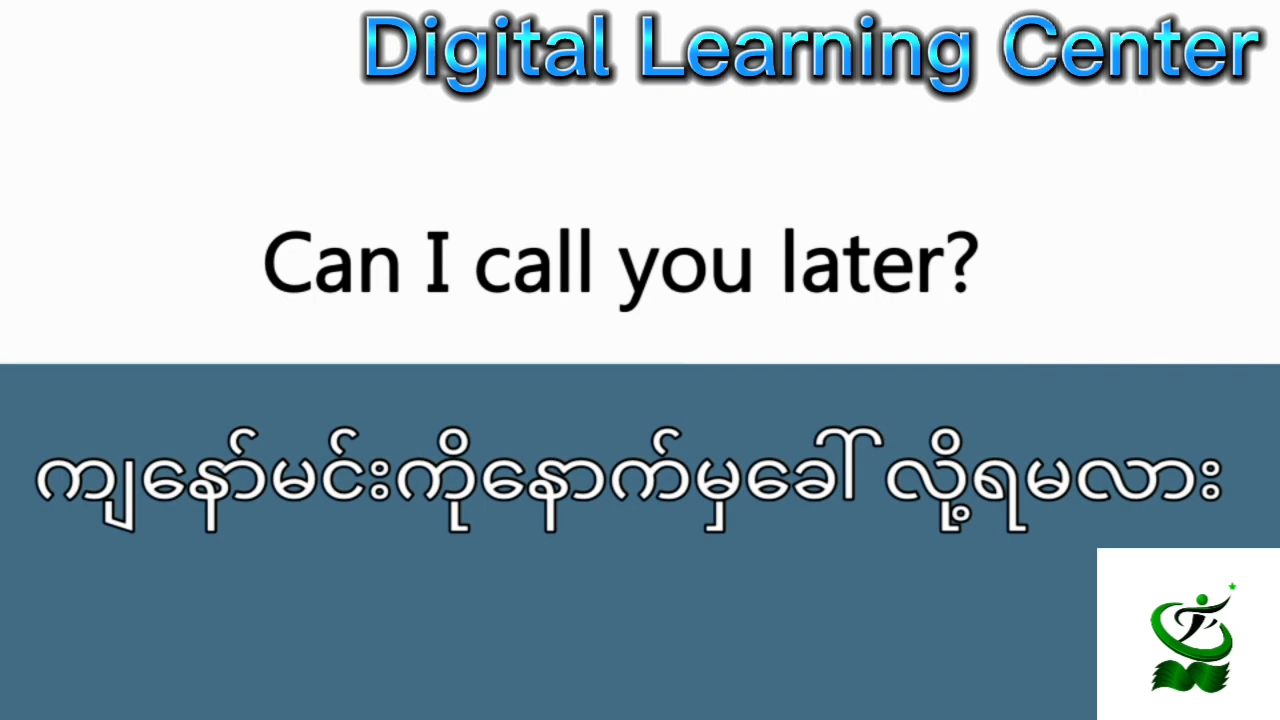 Digital Learning Center
Can I call you later?
ကျနော်မင်းကိုနောက်မှခေါ် လို့ရမလား